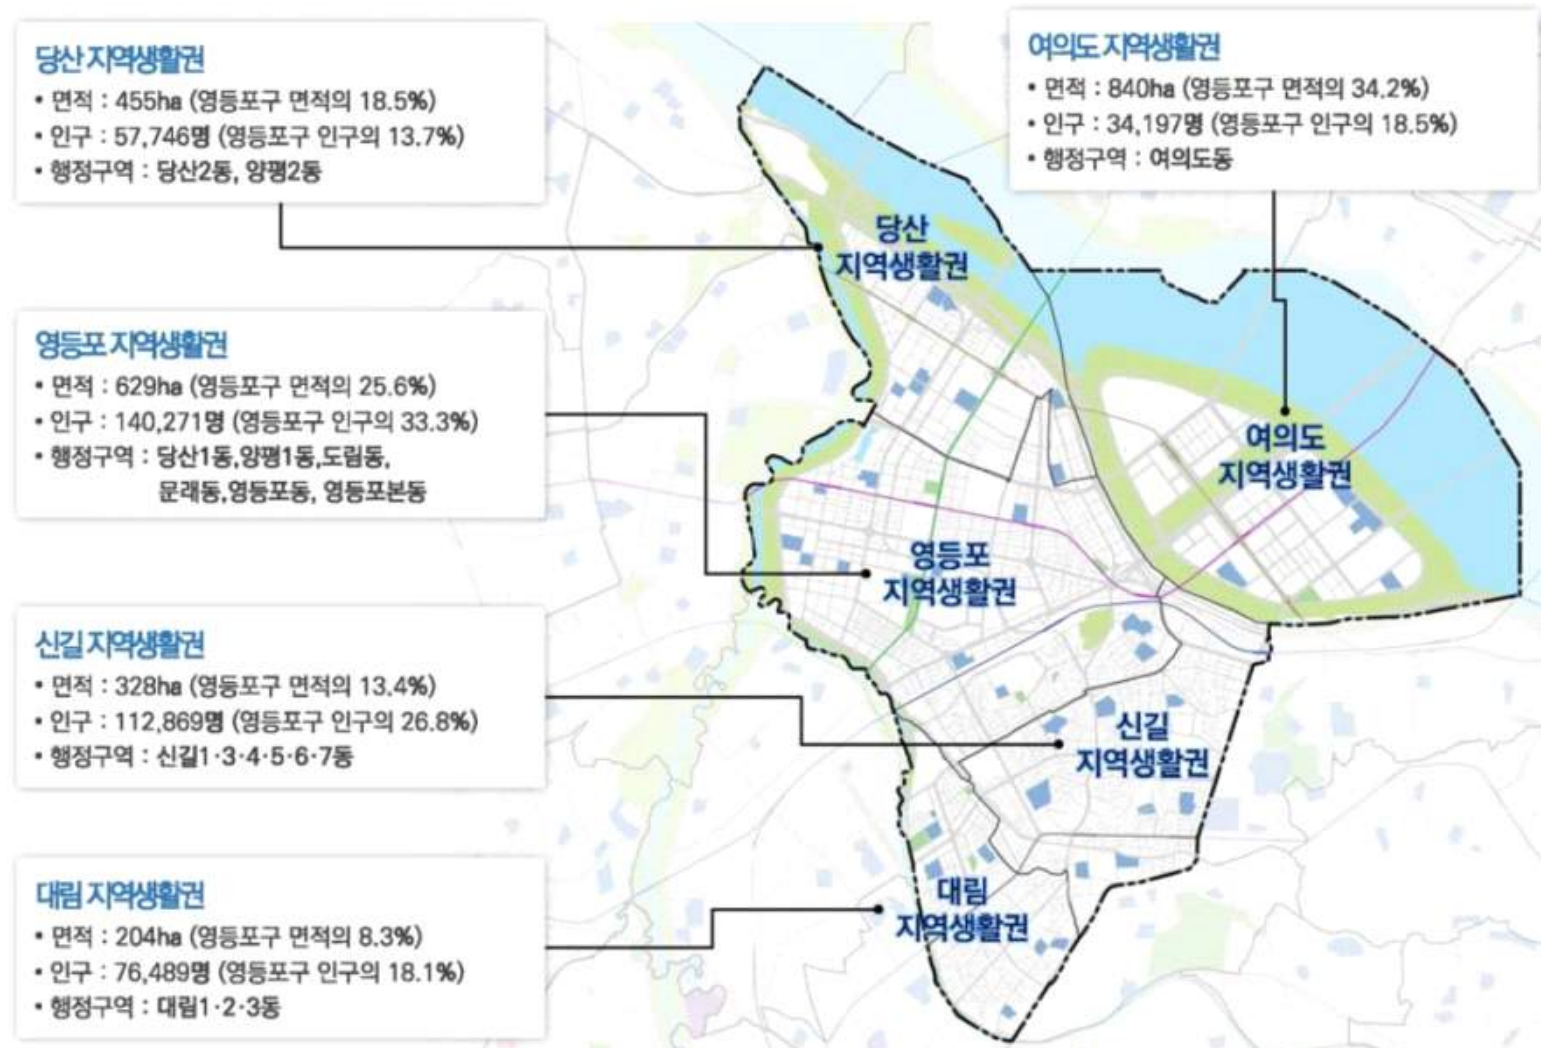 당산 지역생활권
• 면적 : 455ha (영등포구 면적의 18.5%)
• 인구 : 57,746명 (영등포구 인구의 13.7%)
• 행정구역 : 당산2동, 양평2동
여의도 지역생활권
• 면적 : 840ha (영등포구 면적의 34.2%)
• 인구 : 34,197명 (영등포구 인구의 18.5%)
• 행정구역 : 여의도동
영등포 지역생활권
• 면적 : 629ha (영등포구 면적의 25.6%)
• 인구 : 140,271명 (영등포구 인구의 33.3%)
• 행정구역 : 당산1동,양평1동,도림동,
문래동,영등포동, 영등포본동
신길 지역생활권
• 면적 : 328ha (영등포구 면적의 13.4%)
• 인구 : 112,869명 (영등포구 인구의 26.8%)
• 행정구역 : 신길1·3·4·5·6·7동
대림 지역생활권
• 면적 : 204ha (영등포구 면적의 8.3%)
• 인구 : 76,489명 (영등포구 인구의 18.1%)
• 행정구역 : 대림1·2·3동
당산
지역생활권
여의도
지역생활권
영등포
지역생활권
신길
지역생활권
대림
지역생활권